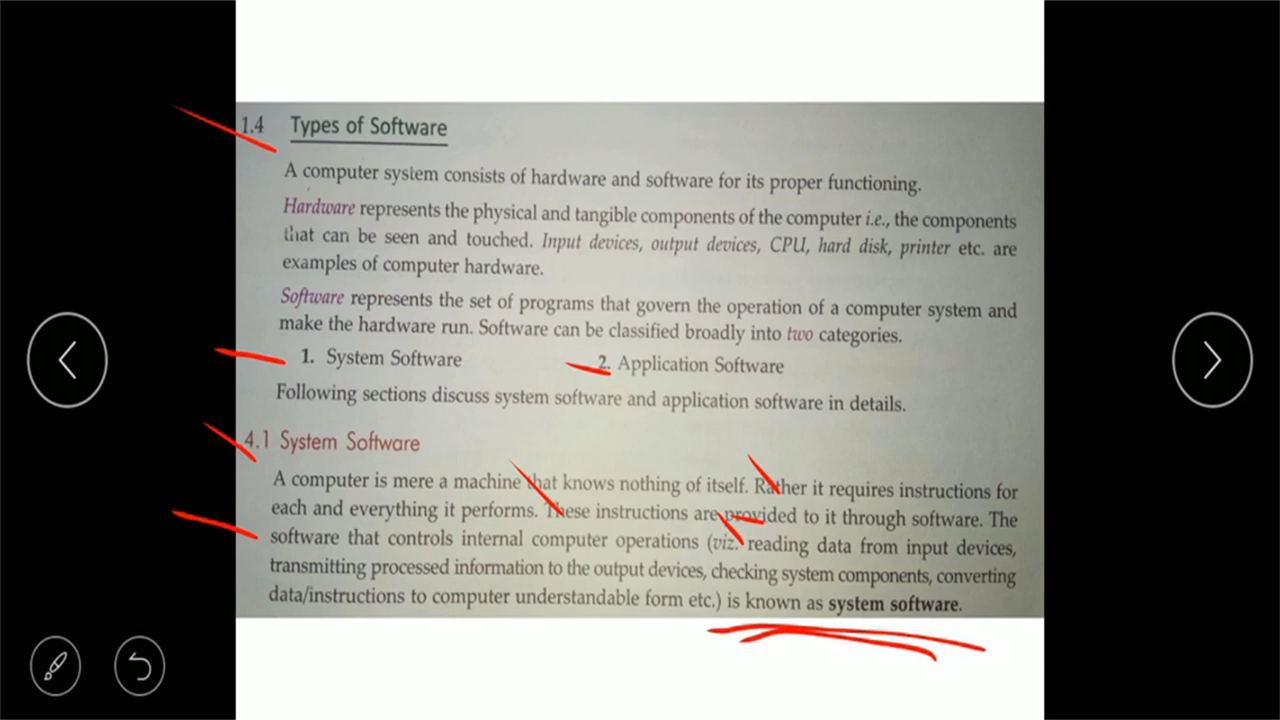 1.4 Types of Software
A computer system consists of hardware and software for its proper functioning.
Hardware represents the physical and tangible components of the computer i.e., the components
that can be seen and touched. Input devices, output devices, CPU, hard disk, printer etc. are
examples of computer hardware.
Software represents the set of programs that govern the operation of a computer system and
make the hardware run. Software can be classified broadly into two categories.
1. System Software 2. Application Software
Following sections discuss system software and application software in details.
4.1 System Software
A computer is mere a machine that knows nothing of itself. Rather it requires instructions for
each and everything it performs. These instructions are provided to it through software. The
software that controls internal computer operations (viz. reading data from input devices,
transmitting processed information to the output devices, checking system components, converting
data/instructions to computer understandable form etc.) is known as system software.